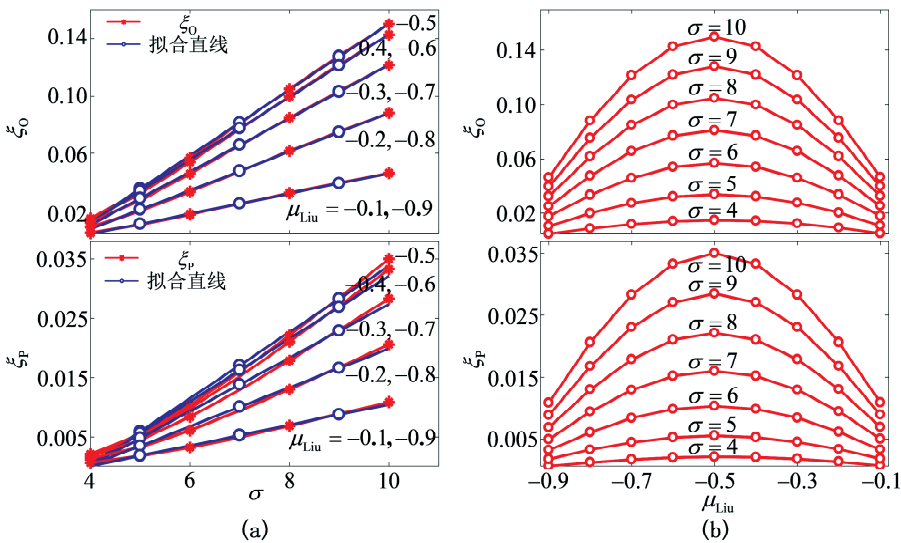 ξO
拟合直线
0.14
0.10
0.06
0.02
ξO
−0.5
0.4, 0.6
−0.3, −0.7
−0.2, −0.8
μLiu = −0.1, −0.9
ξP
拟合直线
0.035
0.025
0.015
0.005
ξP
−0.5
−0.4, −0.6
−0.3, −0.7
−0.2, −0.8
μLiu = −0.1, −0.9
4 6 8 10
σ
(a)
0.14
0.10
0.06
0.02
ξO
σ = 10
σ = 9
σ = 8
σ = 7
σ = 6
σ = 5
σ = 4
0.035
0.025
0.015
0.005
ξP
σ = 10
σ = 9
σ = 8
σ = 7
σ = 6
σ = 5
σ = 4
−0.9 −0.7 −0.5 −0.3 −0.1
μLiu
(b)